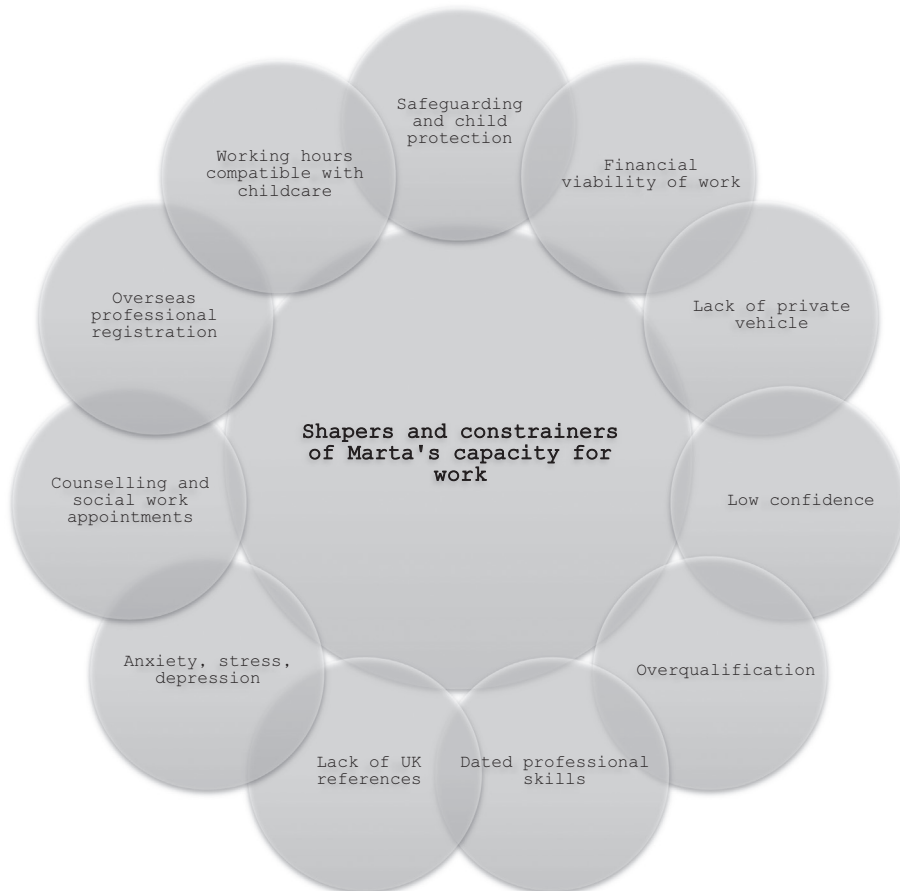 Safeguarding
and child
protection
Financial
viability of work
Lack of private
vehicle
Low confidence
Overqualification
Dated professional
skills
Lack of UK
references
Anxiety, stress,
depression
Counselling and
social work
appointments
Overseas
professional
registration
Working hours
compatible with
childcare
Shapers and constrainers
of Marta's capacity for
work